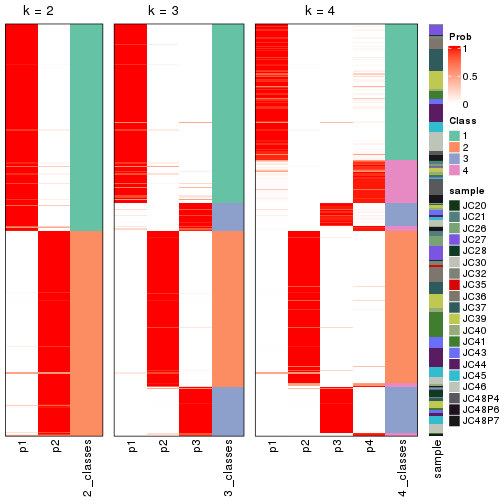 k = 2
k = 3
k = 4
p1
p2
2_classes
p1
p2
p3
3_classes
p1
p2
p3
p4
4_classes
sample
Prob
1
0.5
0
Class
1
2
3
4
sample
JC20
JC21
JC26
JC27
JC28
JC30
JC32
JC35
JC36
JC37
JC39
JC40
JC41
JC43
JC44
JC45
JC46
JC48P4
JC48P6
JC48P7